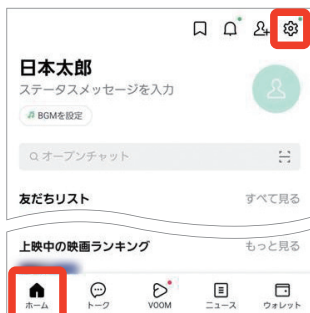 日本太郎
ステータスメッセージを入力
BGMを設定
オープンチャット
友だちリスト すべて見る
上映中の映画ランキング もっと見る
ホーム トーク VOOM ニュース ウォレット